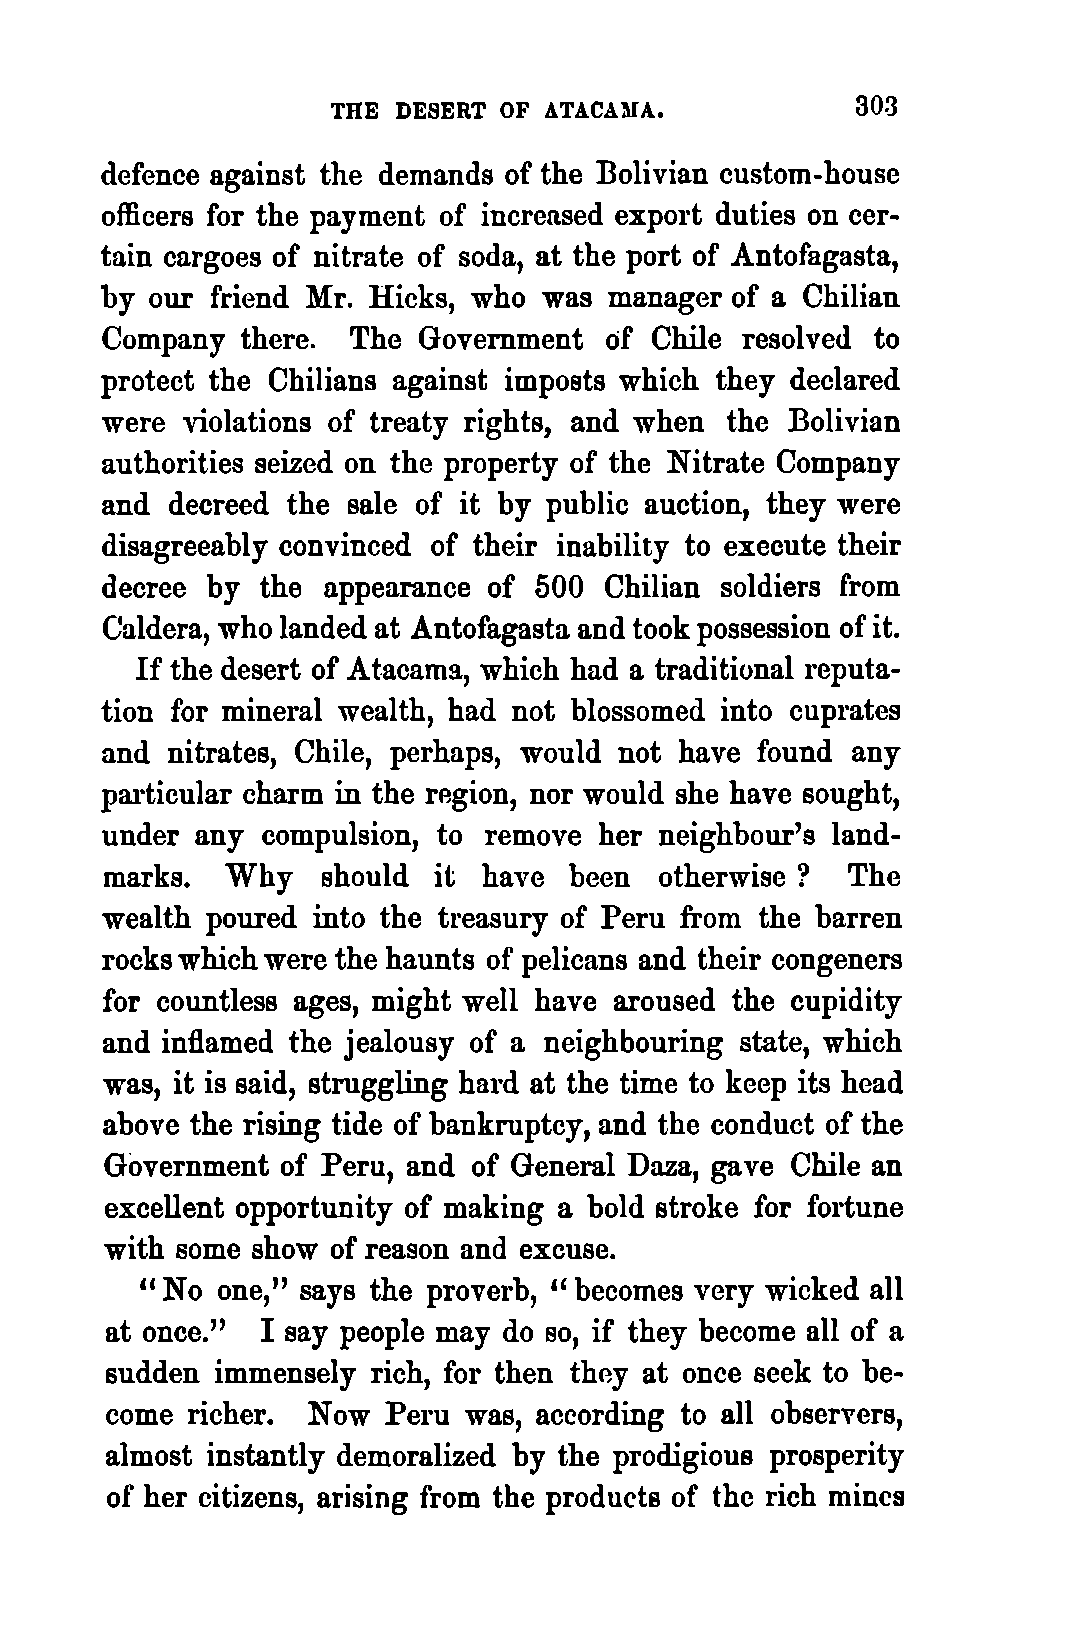 THE DESERT OF ATACAMA. 303
defence against the demands of the Bolivian custom-house
officers for the payment of increased export duties on cer-
tain cargoes of nitrate of soda, at the port of Antofagasta,
by our friend Mr. Hicks, who was manager of a Chilian
Company there. The Government of Chile resolved to
protect the Chilians against imposts which they declared
were violations of treaty rights, and when the Bolivian
authorities seized on the property of the Nitrate Company
and decreed the sale of it by public auction, they were
disagreeably convinced of their inability to execute their
decree by the appearance of 500 Chilian soldiers from
Caldera, who landed at Antofagasta and took possession of it.
If the desert of Atacama, which had a traditional reputa-
tion for mineral wealth, had not blossomed into cuprates
and nitrates, Chile, perhaps, would not have found any
particular charm in the region, nor would she have sought,
under any compulsion, to remove her neighbour's land-
marks. Why should it have been otherwise? The
wealth poured into the treasury of Peru from the barren
rocks which were the haunts of pelicans and their congeners
for countless ages, might well have aroused the cupidity
and inflamed the jealousy of a neighbouring state, which
was, it is said, struggling hard at the time to keep its head
above the rising tide of bankruptcy, and the conduct of the
Government of Peru, and of General Daza, gave Chile an
excellent opportunity of making a bold stroke for fortune
with some show of reason and excuse.
"No one," says the proverb, "becomes very wicked all
at once." I say people may do so, if they become all of a
sudden immensely rich, for then they at once seek to be-
come richer. Now Peru was, according to all observers,
almost instantly demoralized by the prodigious prosperity
of her citizens, arising from the products of the rich mines